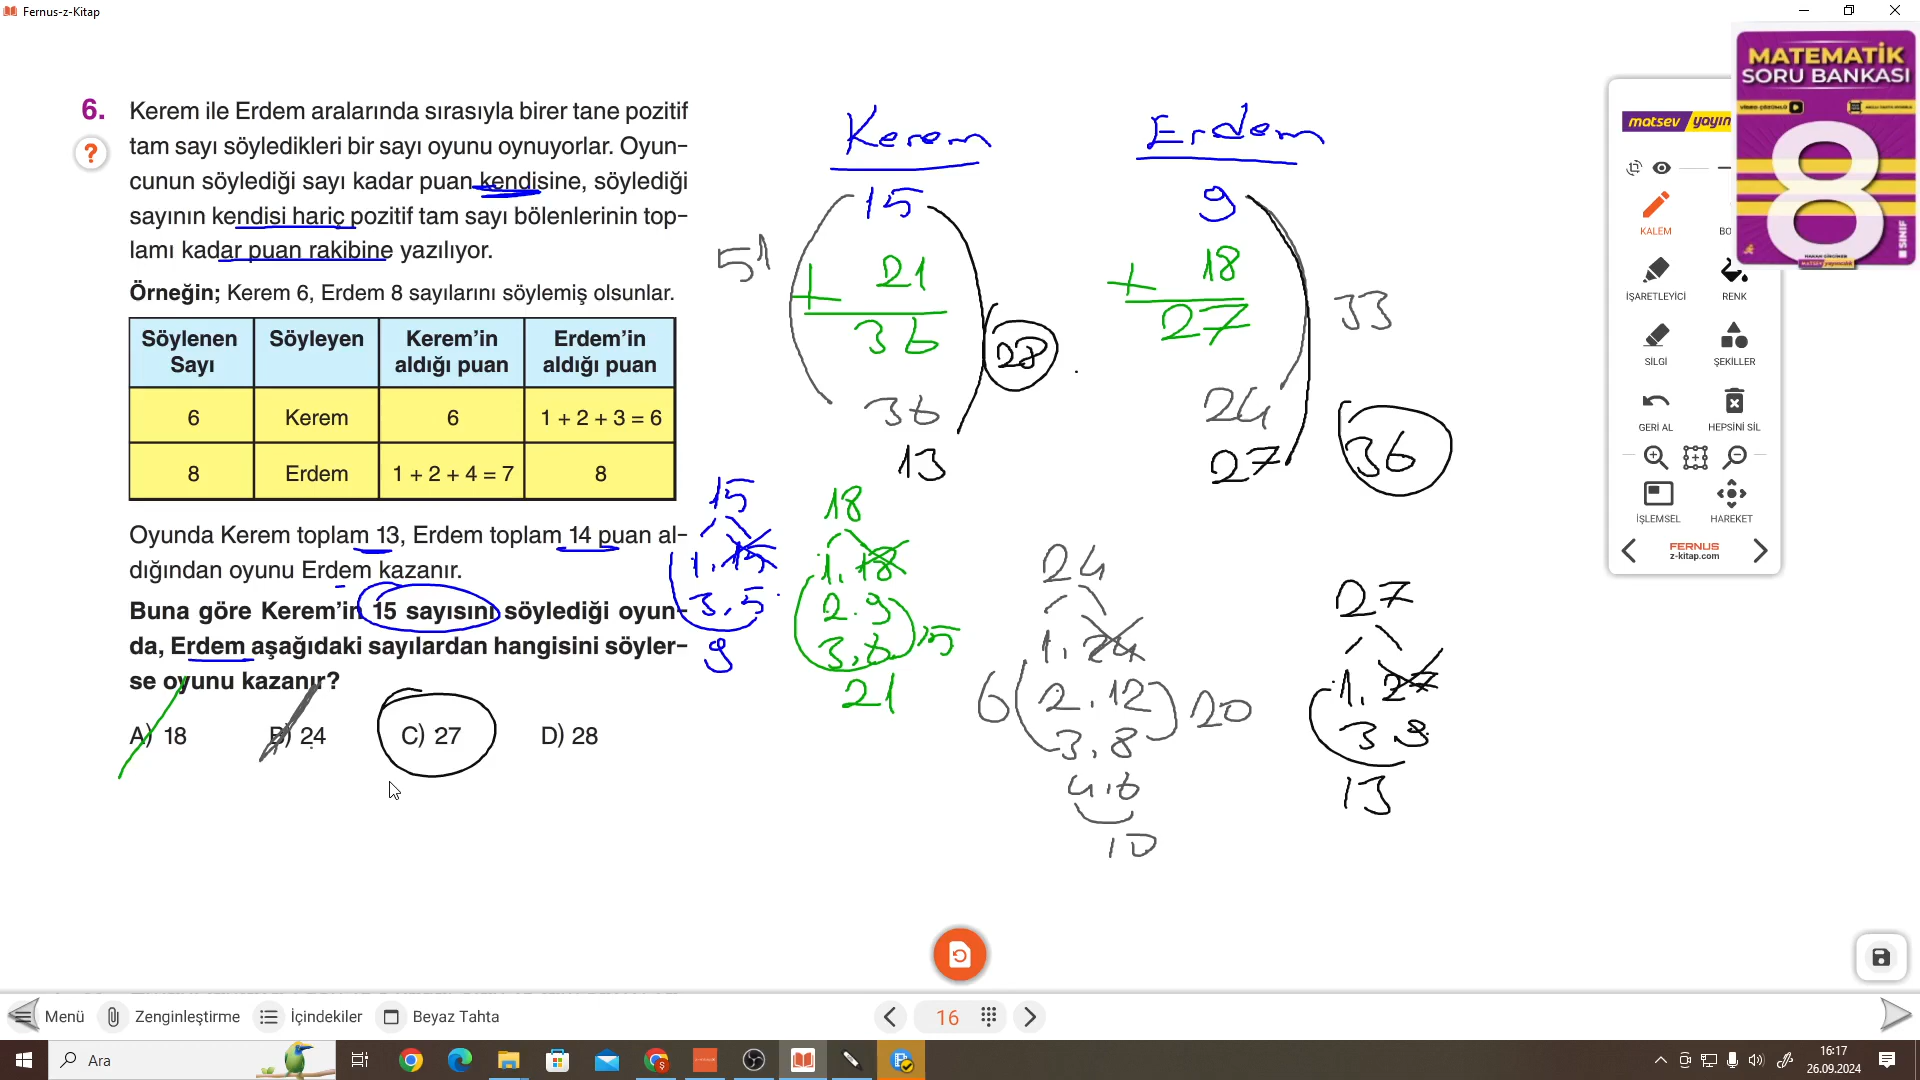 Fernus-z-Kitap
6.
?
Kerem ile Erdem aralarında sırasıyla birer tane pozitif
tam sayı söyledikleri bir sayı oyunu oynuyorlar. Oyun-
cunun söylediği sayı kadar puan kendisine, söylediği
sayının kendisi hariç pozitif tam sayı bölenlerinin top-
lamı kadar puan rakibine yazılıyor.
Örneğin; Kerem 6, Erdem 8 sayılarını söylemiş olsunlar.
Söylenen Sayı
Söyleyen
Kerem'in aldığı puan
Erdem'in aldığı puan
6 Kerem 6 1 + 2 + 3 = 6
8 Erdem 1 + 2 + 4 = 7 8
Oyunda Kerem toplam 13, Erdem toplam 14 puan al-
dığından oyunu Erdem kazanır.
Buna göre Kerem'in 15 sayısını söylediği oyun-
da, Erdem aşağıdaki sayılardan hangisini söyler-
se oyunu kazanır?
A) 18 B) 24 C) 27 D) 28
Kerem
15
+ 21
36
51
36
13
28
Erdem
9
+ 18
27
33
24
27
36
15
1. 15
3. 5
9
18
1. 18
2. 9
3. 6
15
21
24
1. 24
6 2. 12 20
3. 8
4.6
10
27
1. 27
3 9
13
MATEMATİK
SORU BANKASI
VİDEO ÇÖZÜMLÜ
8
.SINIF
matsev yayın
KALEM
BO
İŞARETLEYİCİ
RENK
SİLGİ
ŞEKİLLER
GERİ AL
HEPSİNİ SİL
İŞLEMSEL
HAREKET
FERNUS
z-kitap.com
Menü
Zenginleştirme
İçindekiler
Beyaz Tahta
16
Ara
16:17
26.09.2024